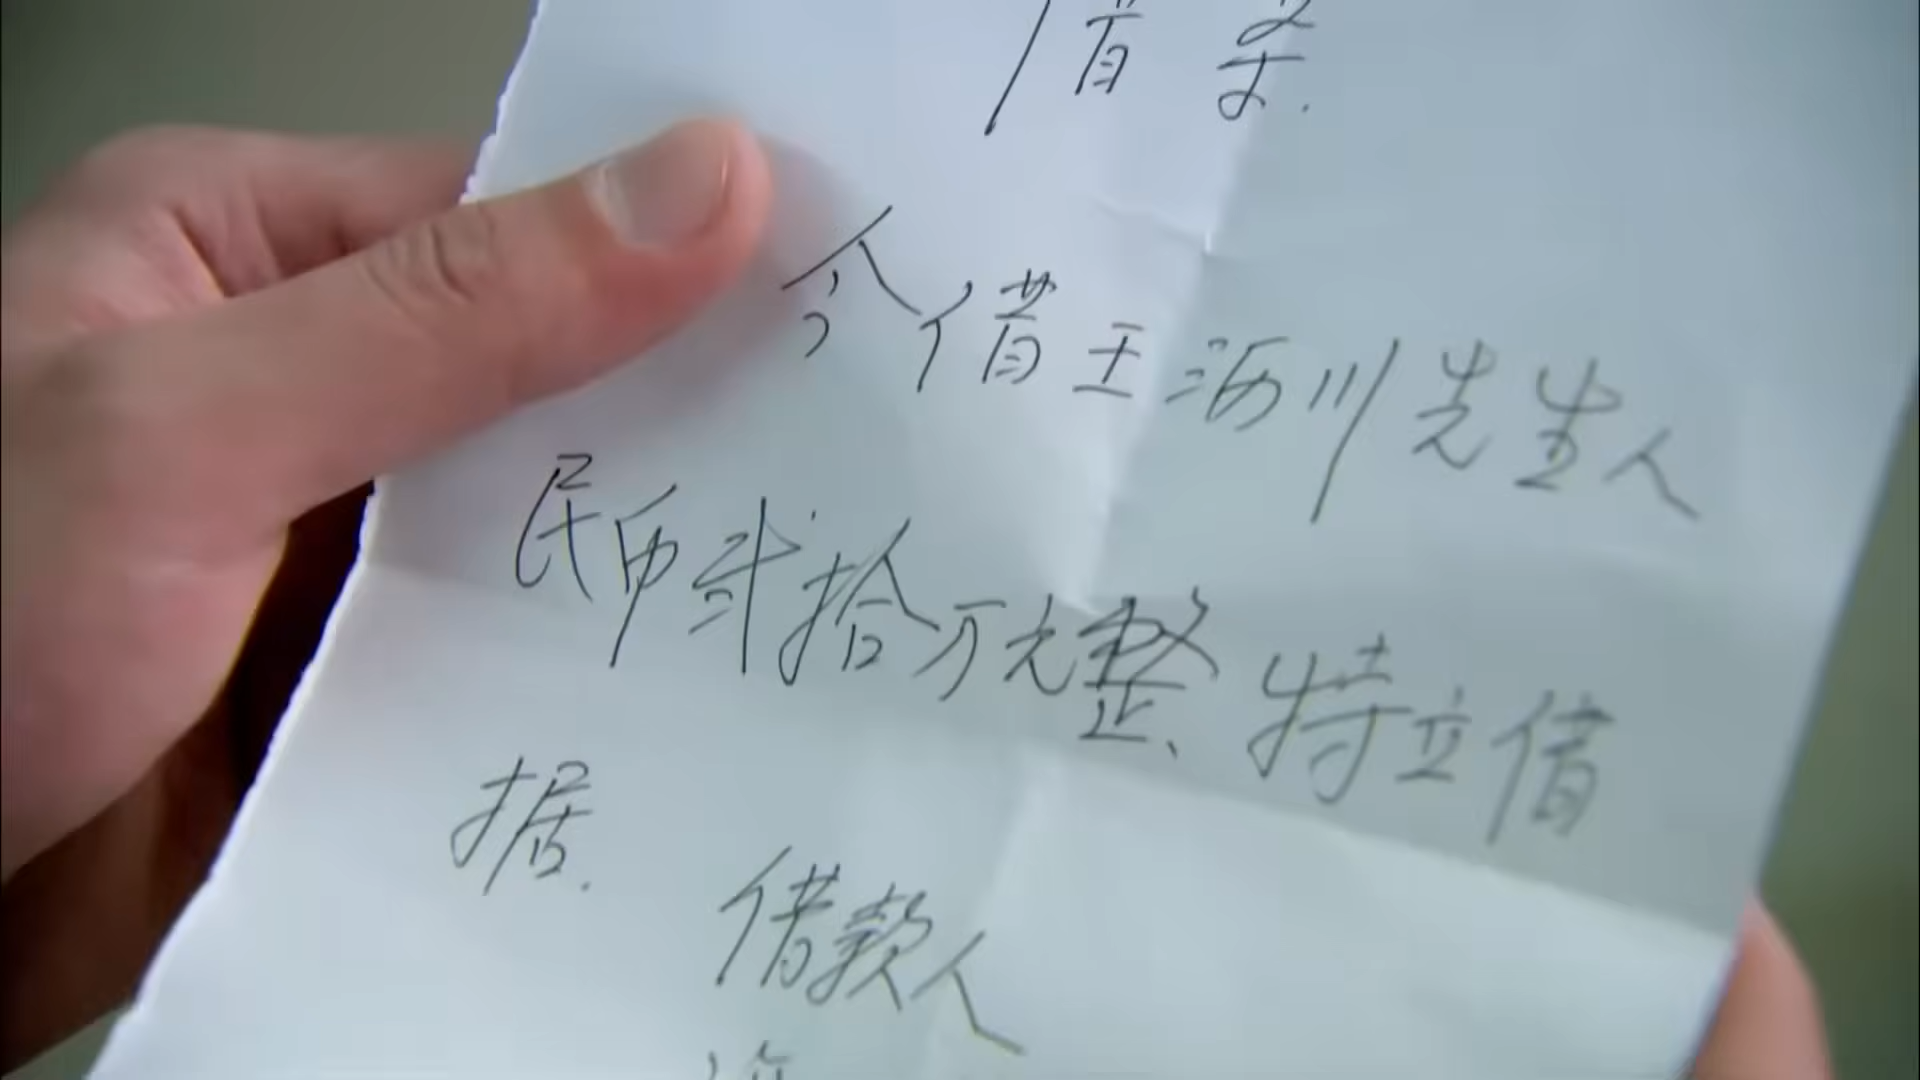 借条.
今借王沥川先生人
民币贰拾万元整、特立借
据.
借款人